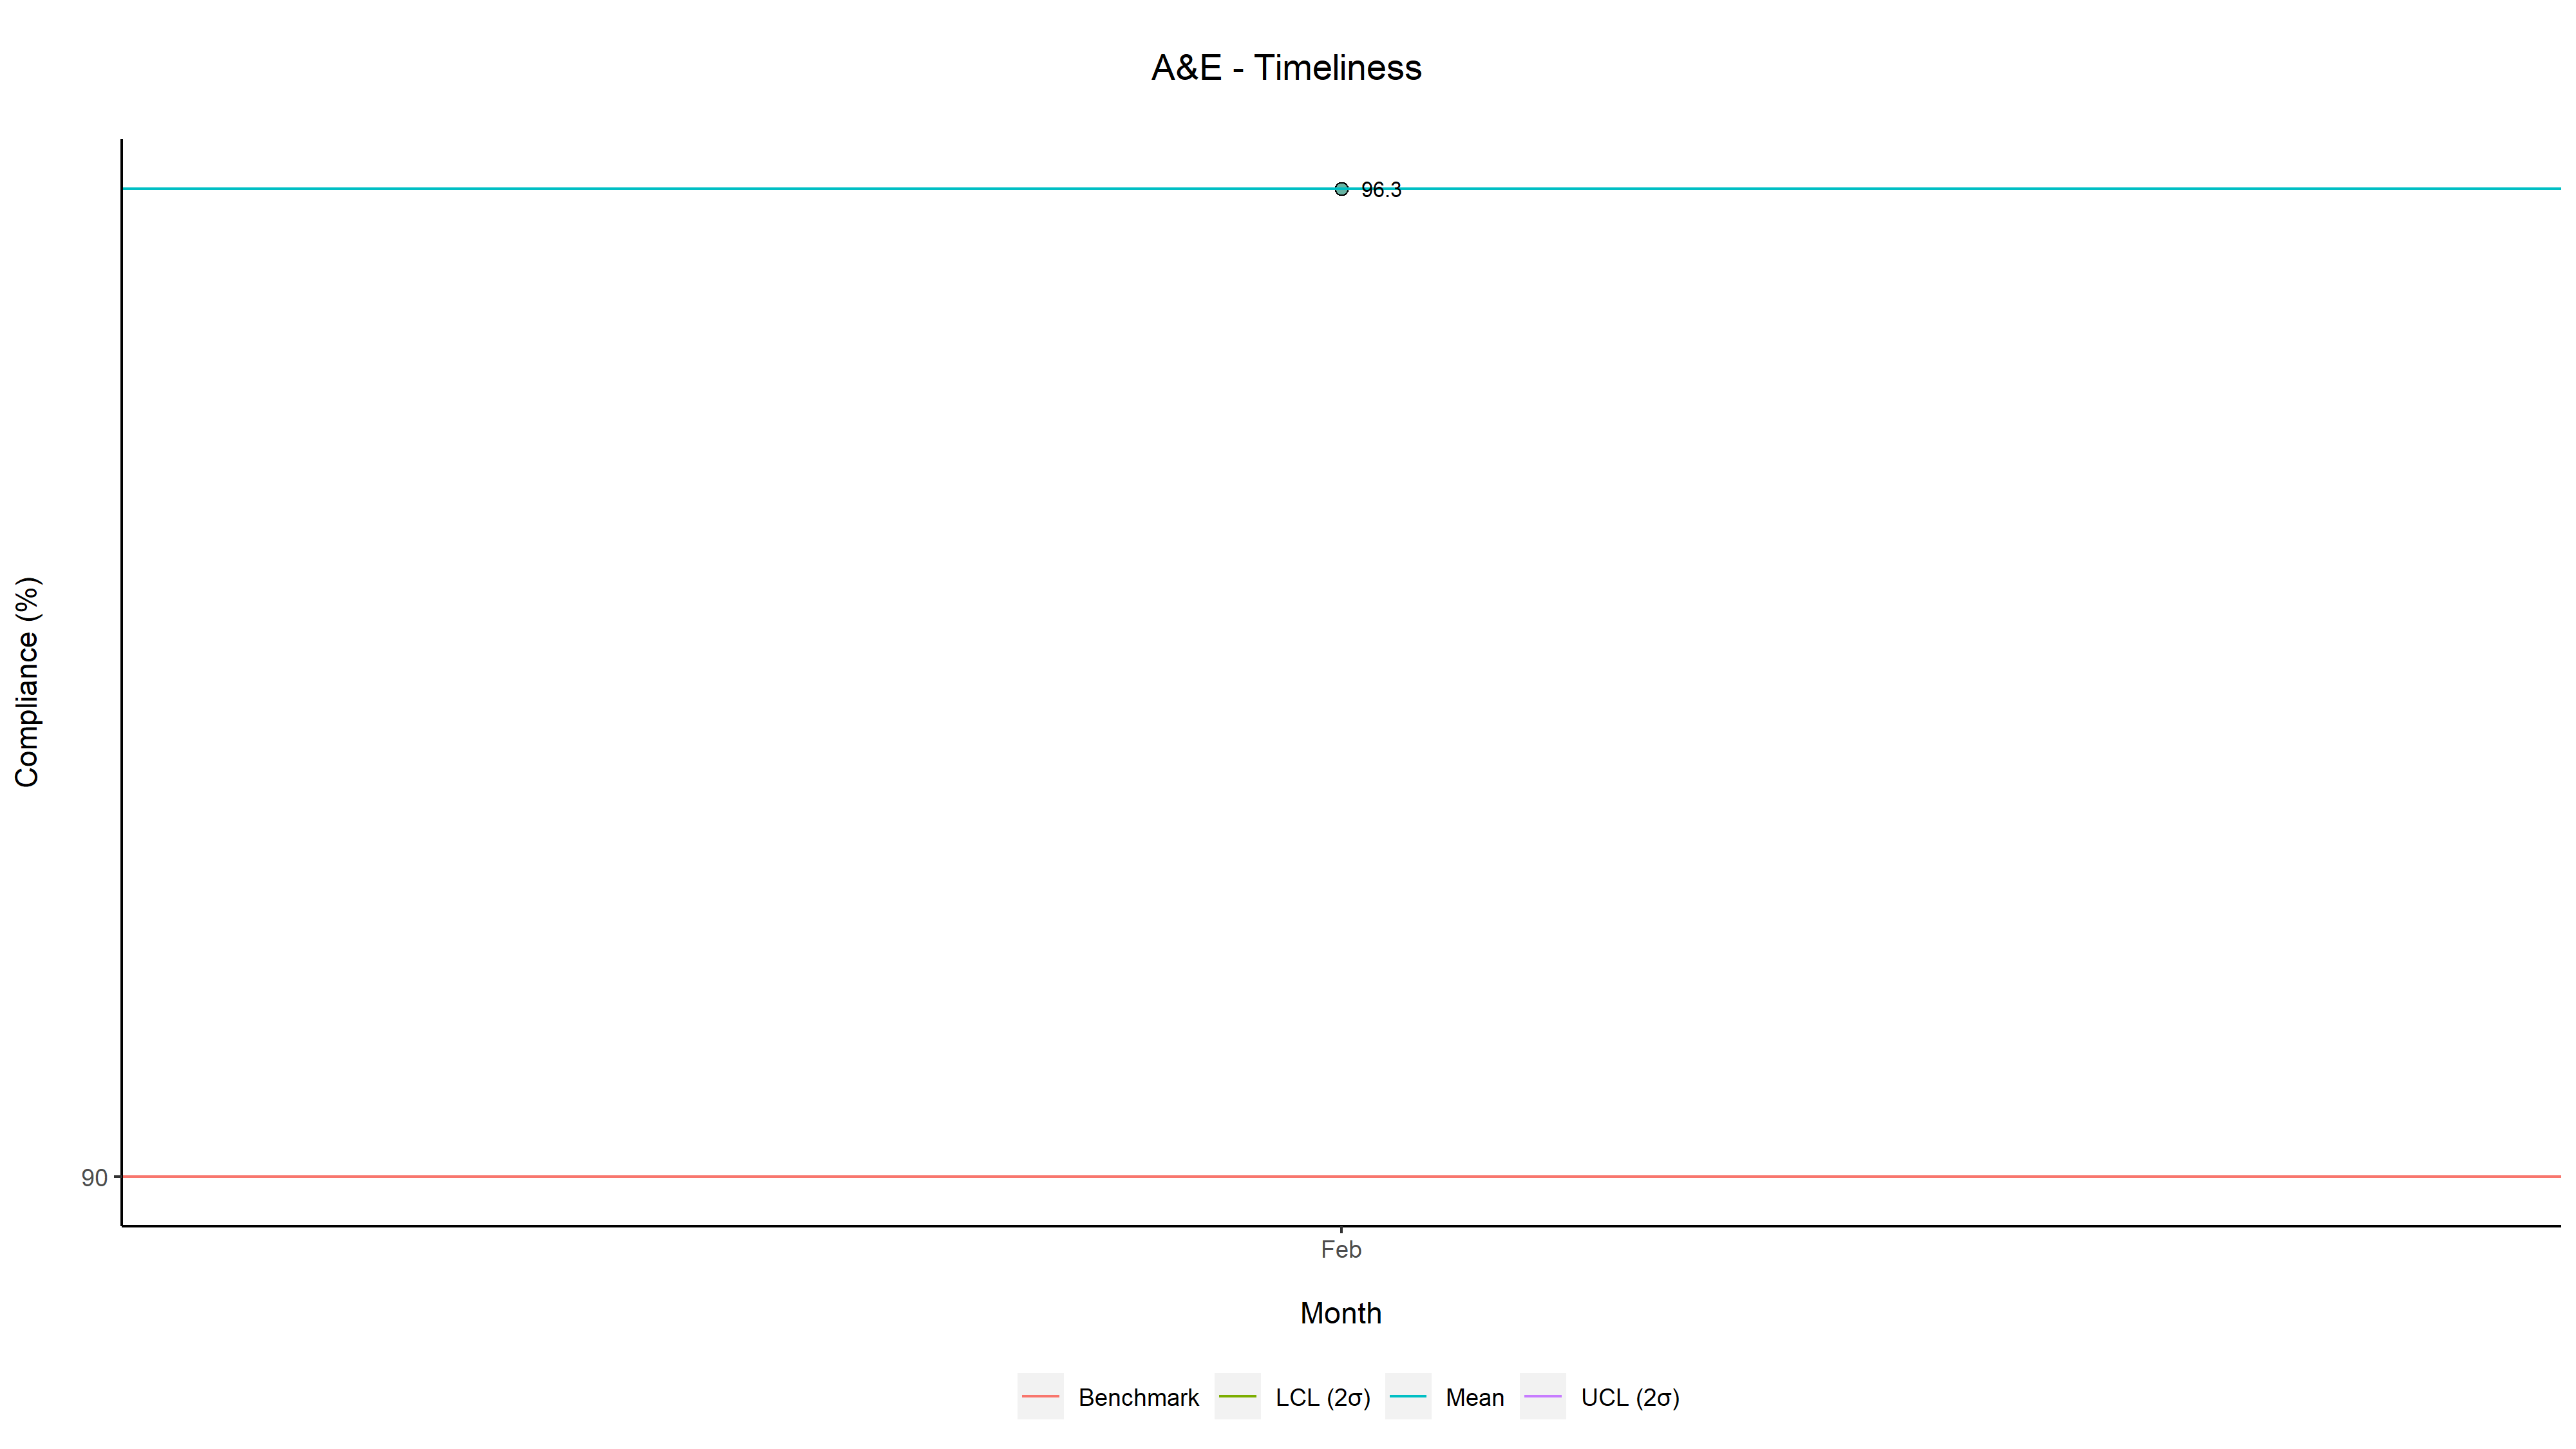 A&E - Timeliness
96.3
Compliance (%)
90
Feb
Month
Benchmark LCL (2σ) Mean UCL (2σ)